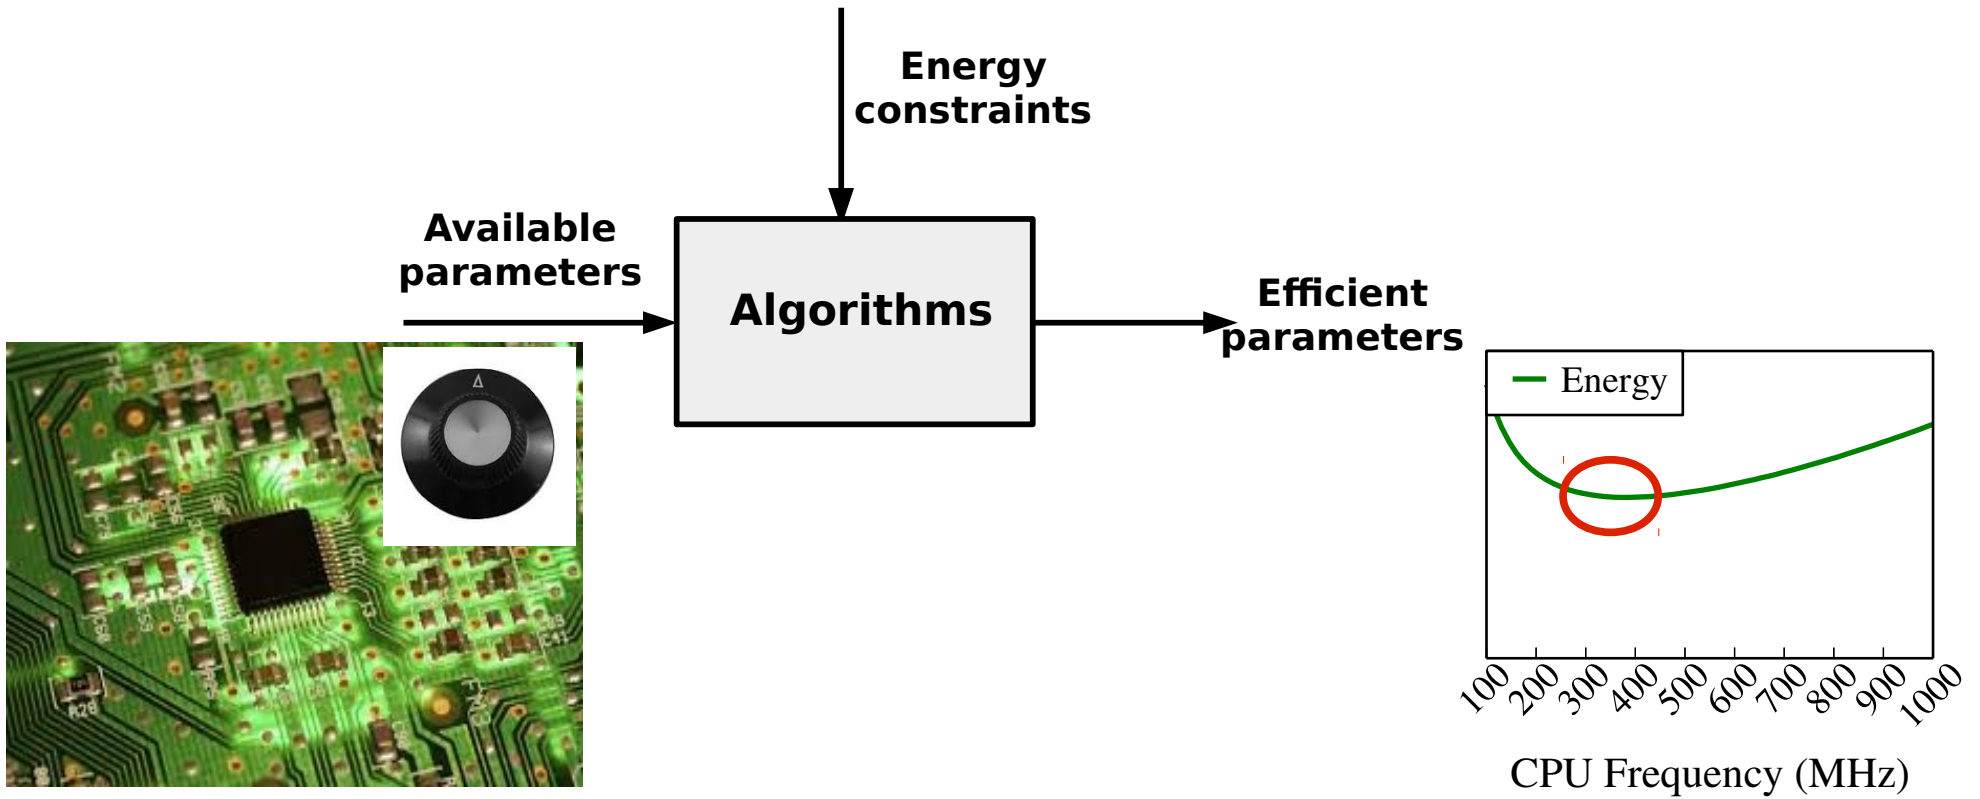 Energy
constraints
Available
parameters
Algorithms
Efficient
parameters
Energy
100
200
300
400
500
600
700
800
900
1000
CPU Frequency (MHz)
R28